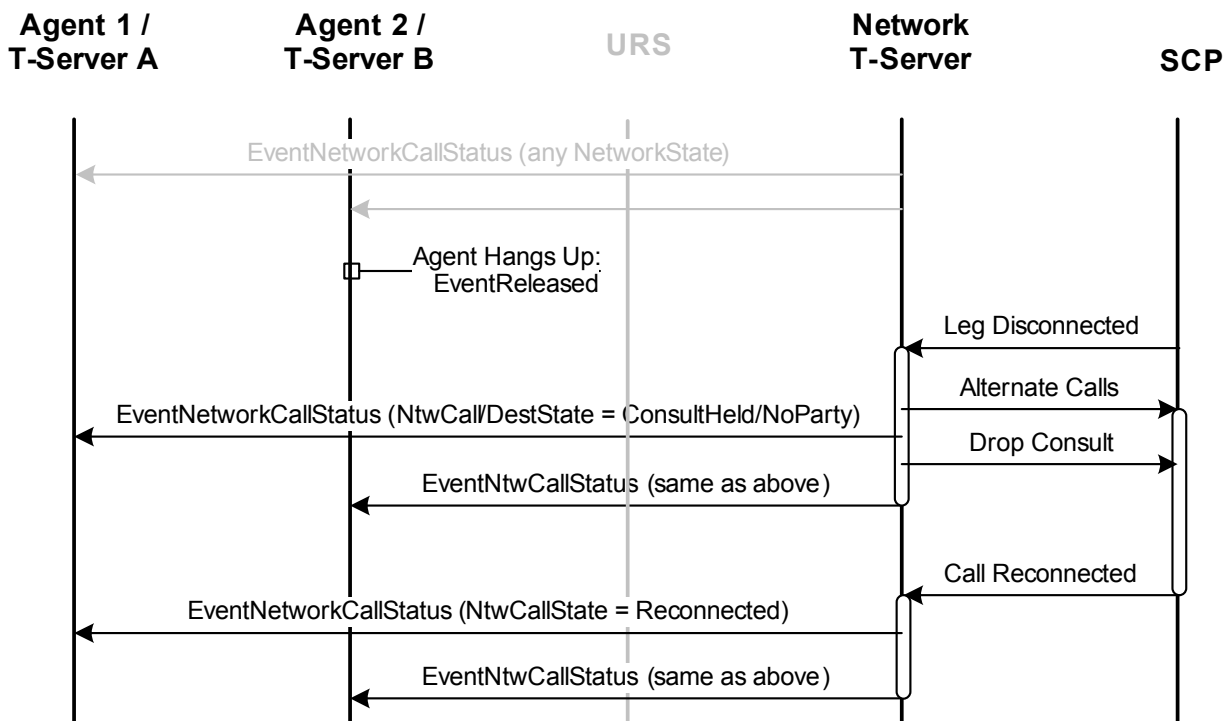 Agent 1 /
T-Server A
Agent 2 /
T-Server B
URS
Network
T-Server
SCP
EventNetworkCallStatus (any NetworkState)
Agent Hangs Up:
EventReleased
Leg Disconnected
Alternate Calls
EventNetworkCallStatus (NtwCall/DestState = ConsultHeld/NoParty)
Drop Consult
EventNtwCallStatus (same as above)
Call Reconnected
EventNetworkCallStatus (NtwCallState = Reconnected)
EventNtwCallStatus (same as above)